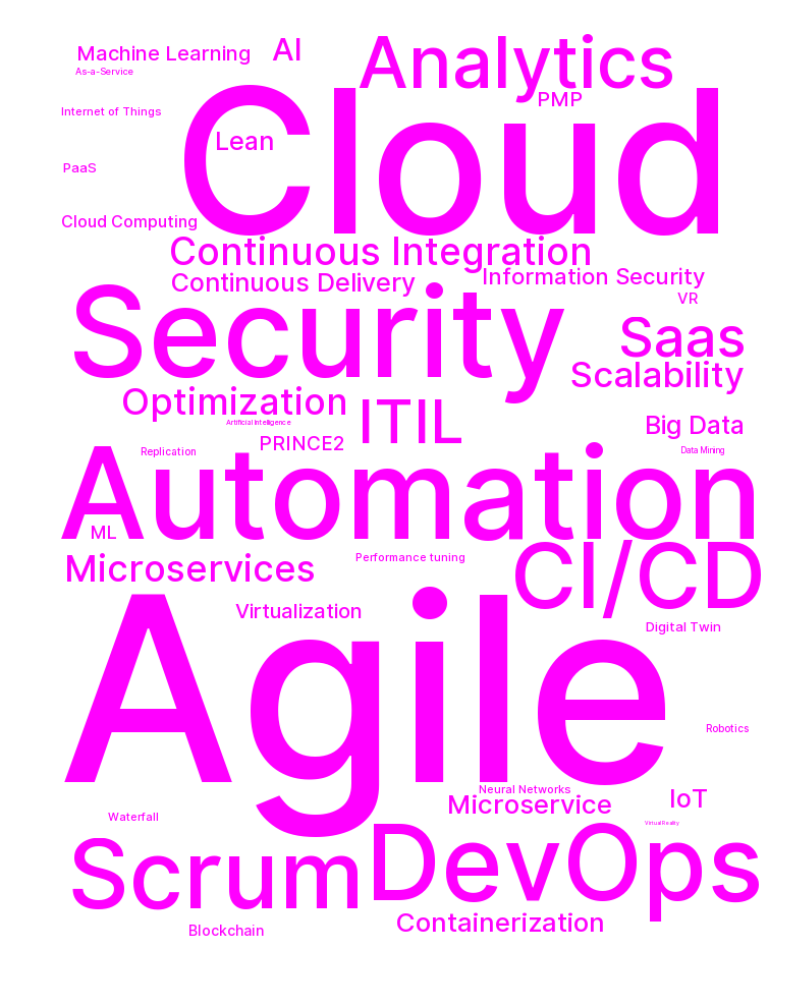 Machine Learning
AI
Analytics
As-a-Service
PMP
Internet of Things
Cloud
Lean
PaaS
Cloud Computing
Continuous Integration
Continuous Delivery
Information Security
VR
Security
Saas
Scalability
Optimization
ITIL
Artificial Intelligence
Big Data
PRINCE2
Replication
Data Mining
Automation
ML
Microservices
Performance tuning
CI/CD
Virtualization
Digital Twin
Agile
Robotics
Neural Networks
Microservice
IoT
Waterfall
Virtual Reality
Scrum
DevOps
Containerization
Blockchain